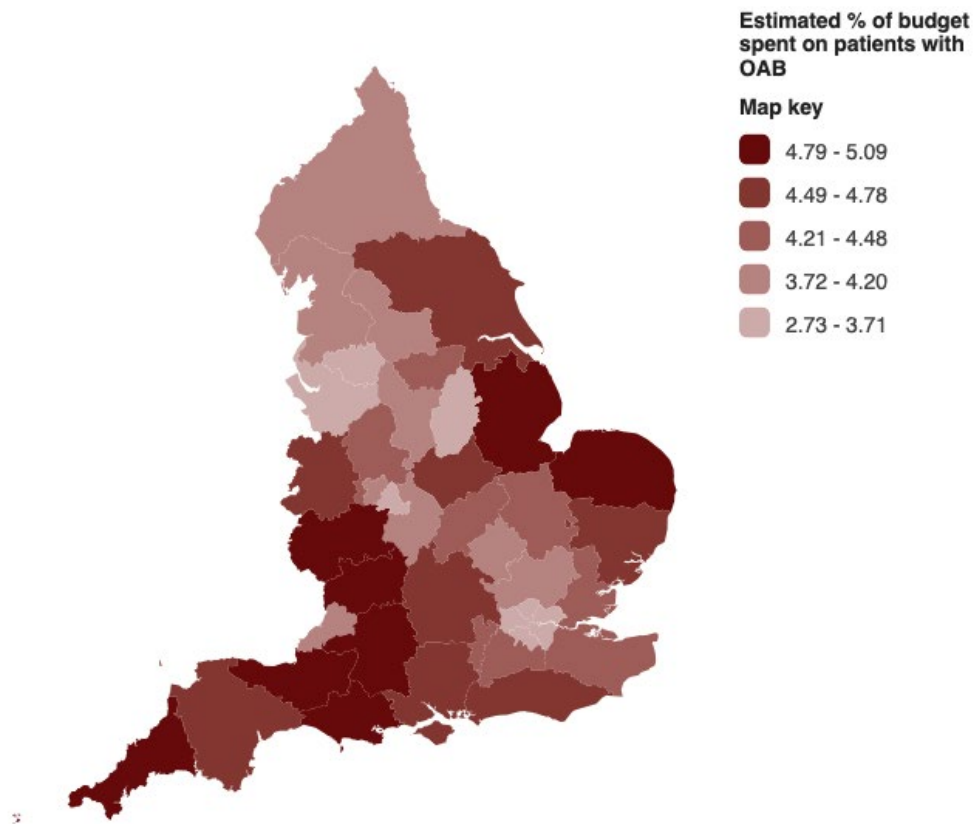 Estimated % of budget
spent on patients with
OAB
Map key
4.79 - 5.09
4.49 - 4.78
4.21 - 4.48
3.72 - 4.20
2.73 - 3.71